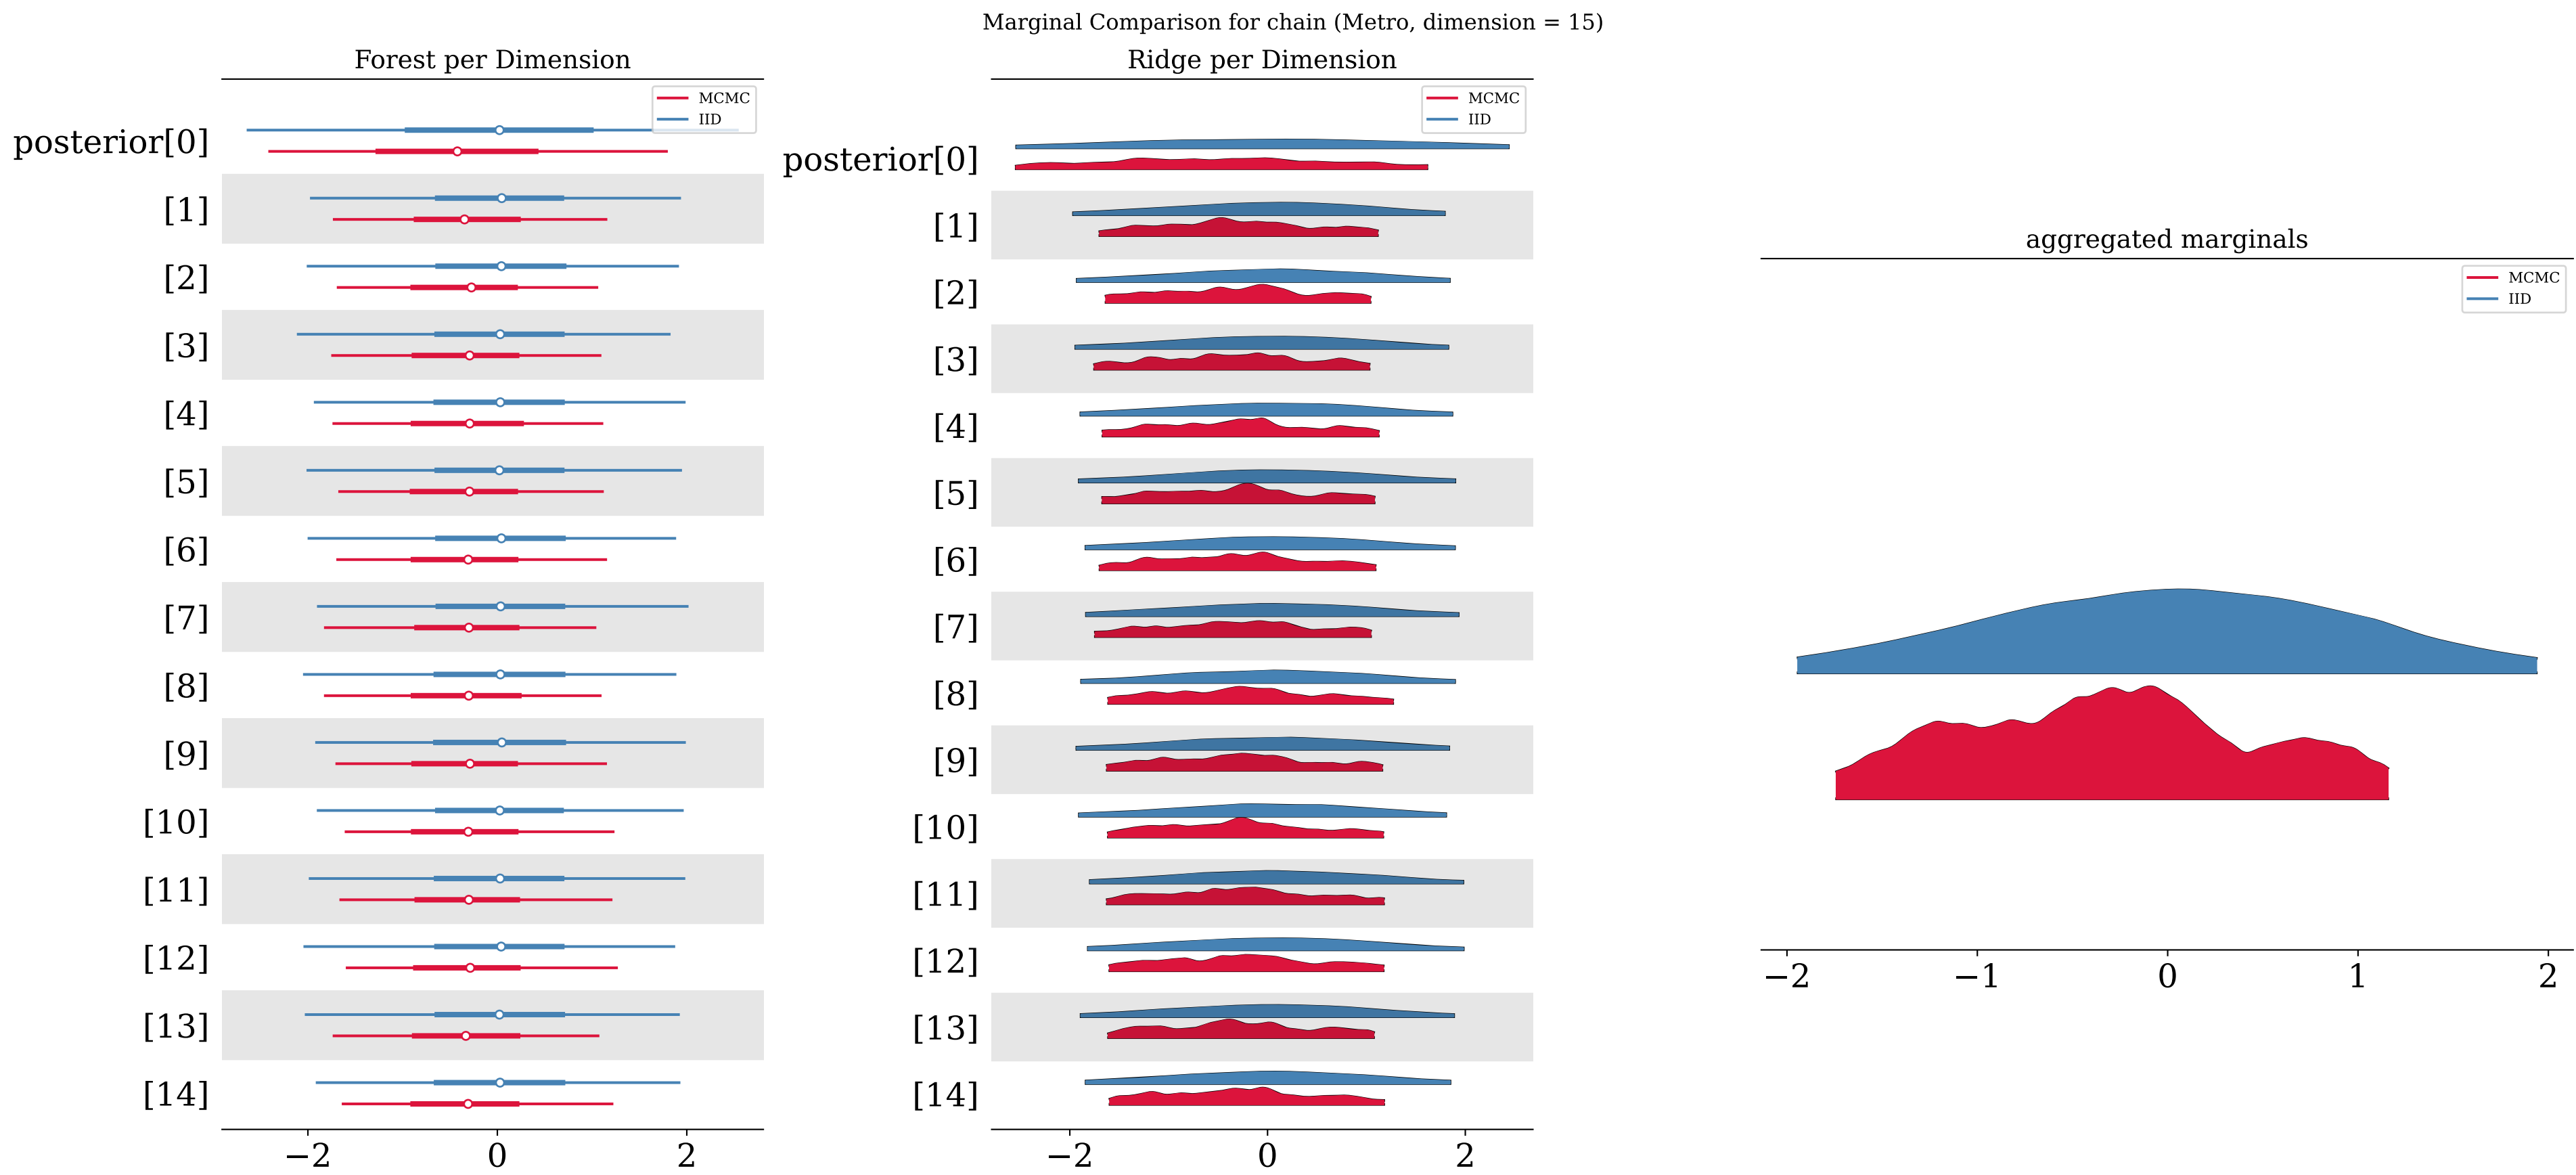 Marginal Comparison for chain (Metro, dimension = 15)
Forest per Dimension
MCMC
IID
posterior[0]
[1]
[2]
[3]
[4]
[5]
[6]
[7]
[8]
[9]
[10]
[11]
[12]
[13]
[14]
−2 0 2
Ridge per Dimension
MCMC
IID
posterior[0]
[1]
[2]
[3]
[4]
[5]
[6]
[7]
[8]
[9]
[10]
[11]
[12]
[13]
[14]
−2 0 2
aggregated marginals
MCMC
IID
−2 −1 0 1 2